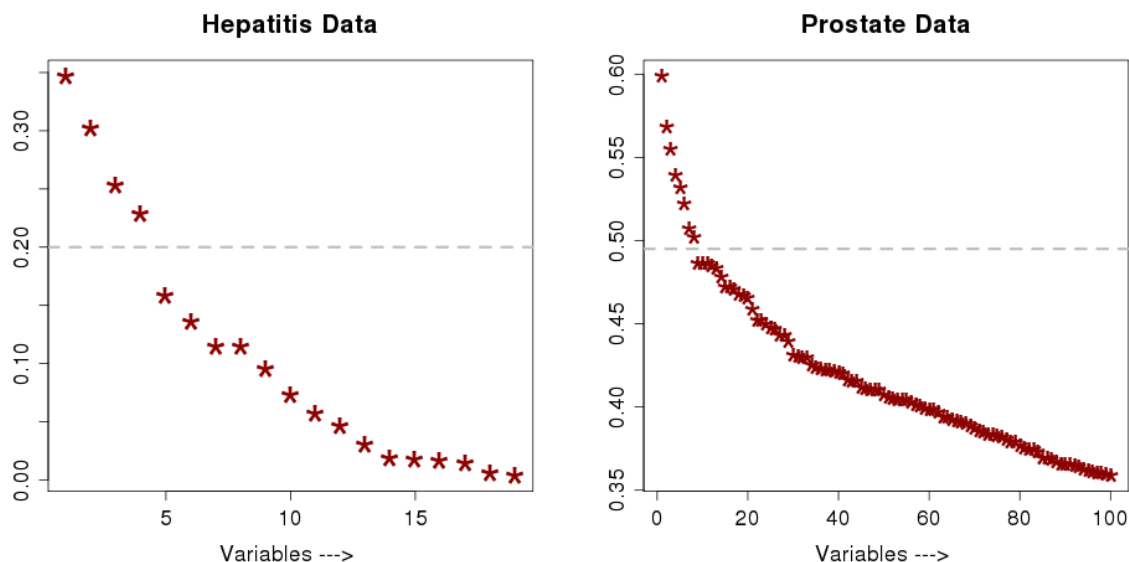 Hepatitis Data
0.30
0.20
0.10
0.00
5 10 15
Variables --->
Prostate Data
0.60
0.55
0.50
0.45
0.40
0.35
0 20 40 60 80 100
Variables --->